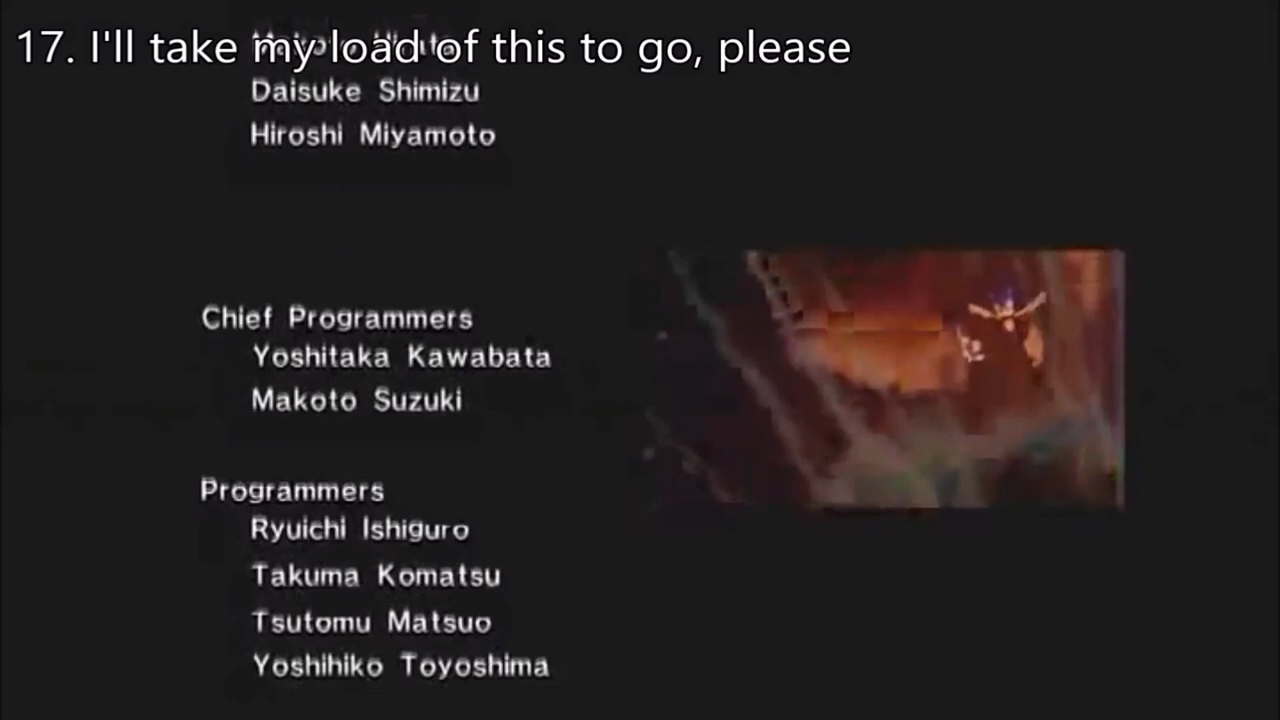 17. I'll take my load of this to go, please
Daisuke Shimizu
Hiroshi Miyamoto
Chief Programmers
Yoshitaka Kawabata
Makoto Suzuki
Programmers
Ryuichi Ishiguro
Takuma Komatsu
Tsutomu Matsuo
Yoshihiko Toyoshima